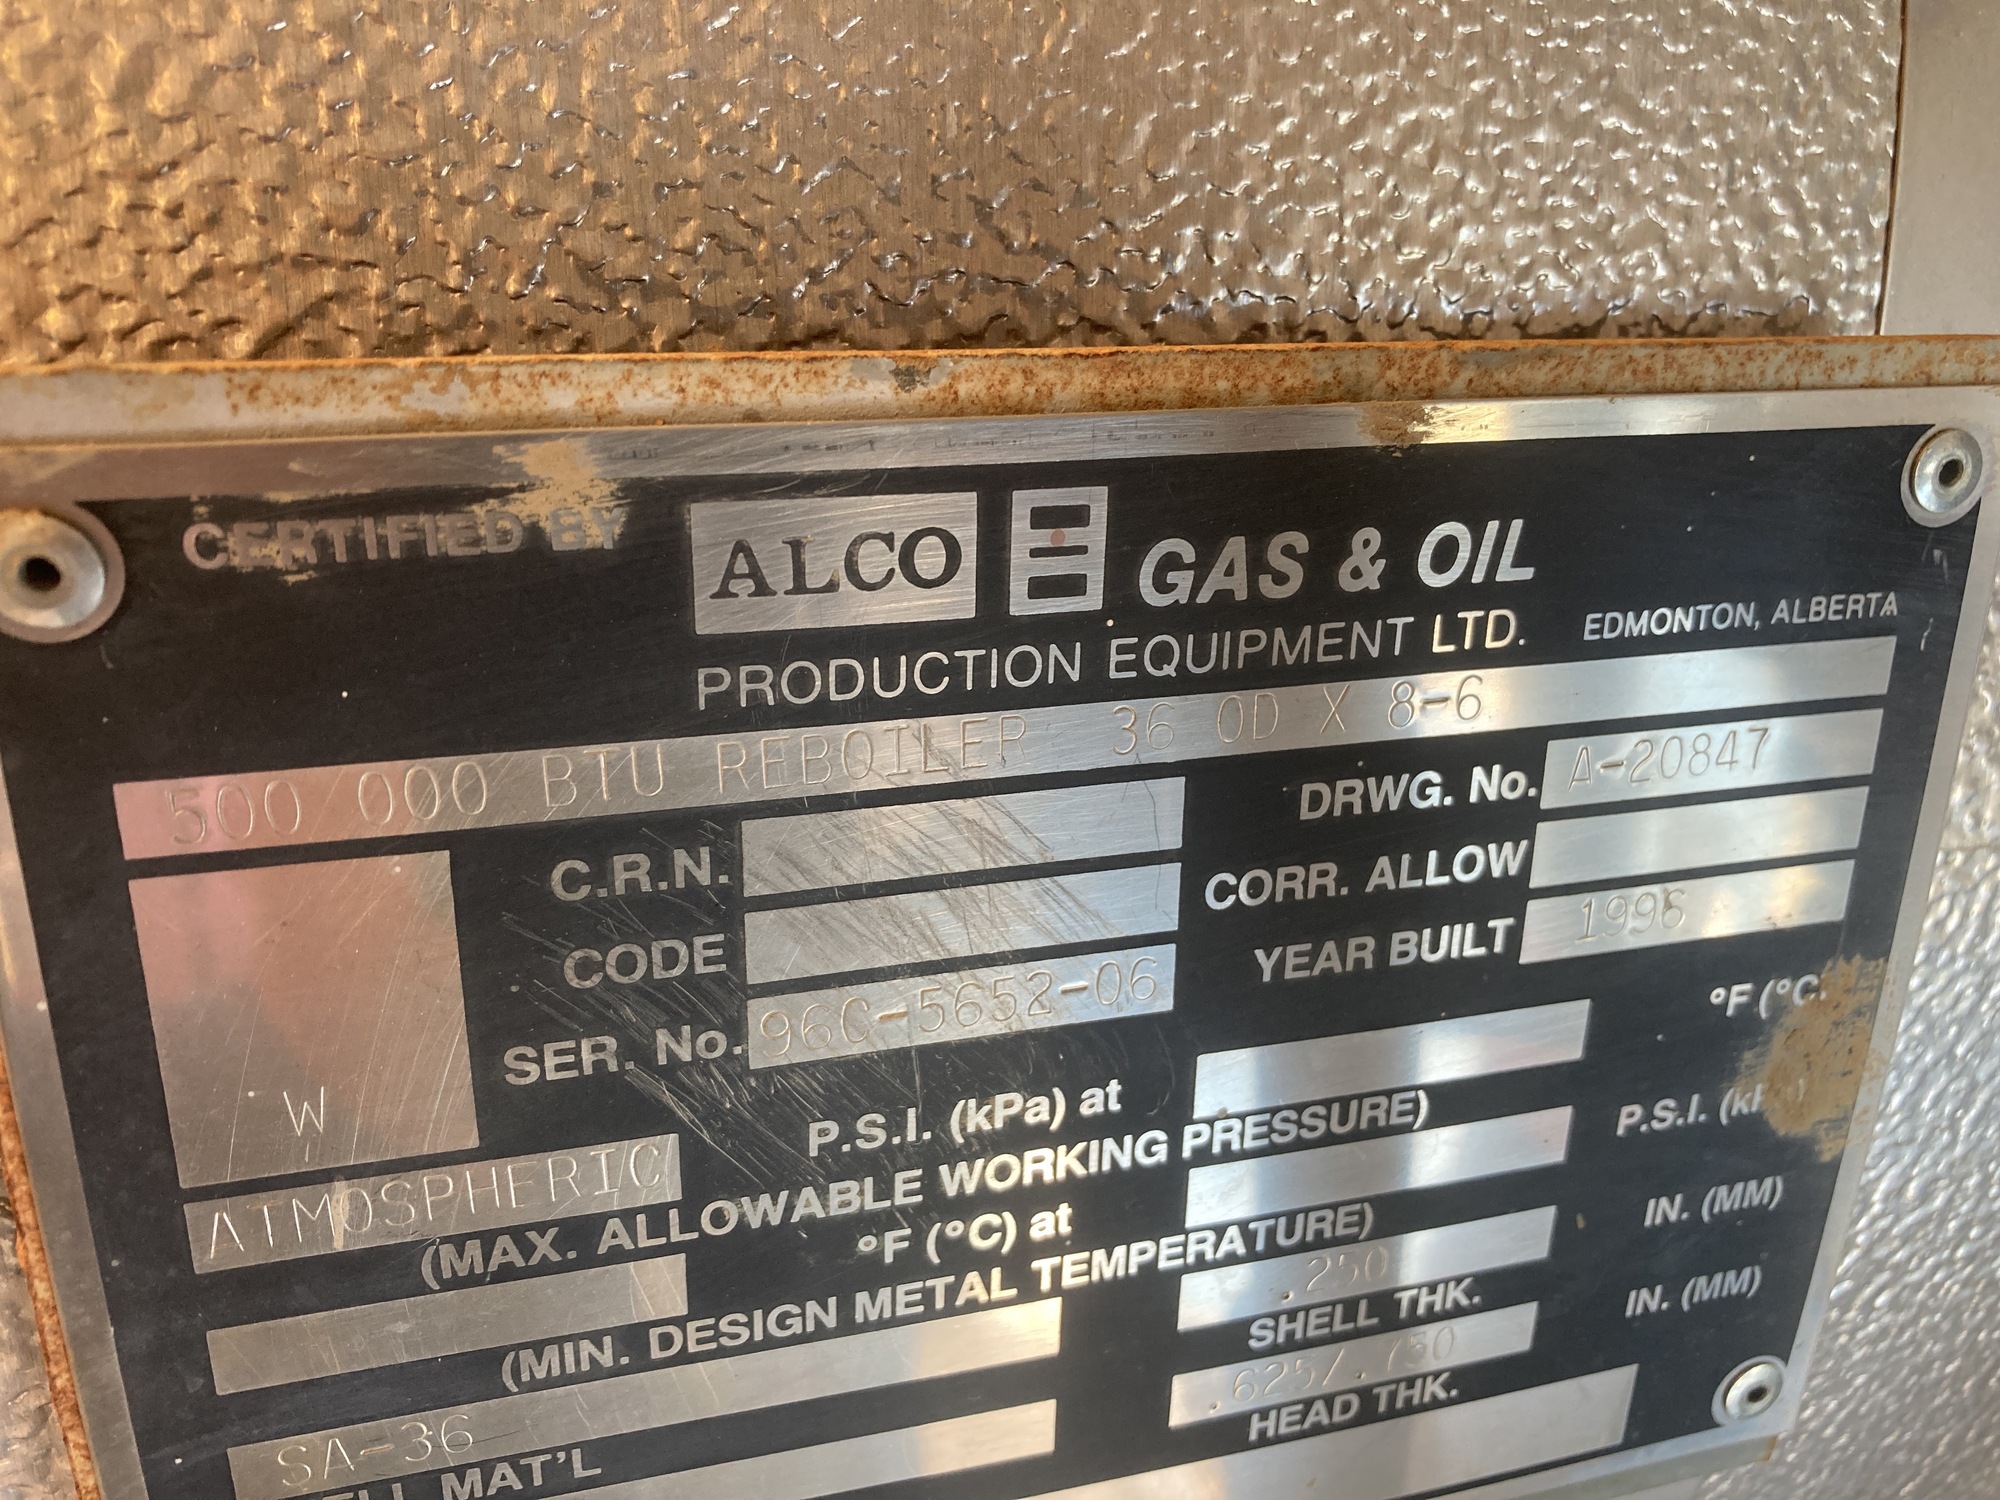 CERTIFIED BY ALCO GAS & OIL
PRODUCTION EQUIPMENT LTD. EDMONTON, ALBERTA
500 000 BTU REBOILER 36 OD X 8-6
DRWG. No. A-20847
C.R.N.
CORR. ALLOW
CODE
YEAR BUILT 1996
SER. No. 96C-5652-06
W
°F (°C.
ATMOSPHERIC P.S.I. (kPa) at
(MAX. ALLOWABLE WORKING PRESSURE)
P.S.I.
°F (°C) at
(MIN. DESIGN METAL TEMPERATURE)
.250 IN. (MM)
SHELL THK.
SA-36
.625/.750 IN. (MM)
MAT'L
HEAD THK.